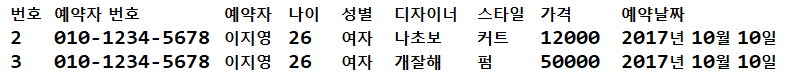 번호 예약자 번호 예약자 나이 성별 디자이너 스타일 가격 예약날짜
2 010-1234-5678 이지영 26 여자 나초보 커트 12000 2017년 10월 10일
3 010-1234-5678 이지영 26 여자 개잘해 펌 50000 2017년 10월 10일